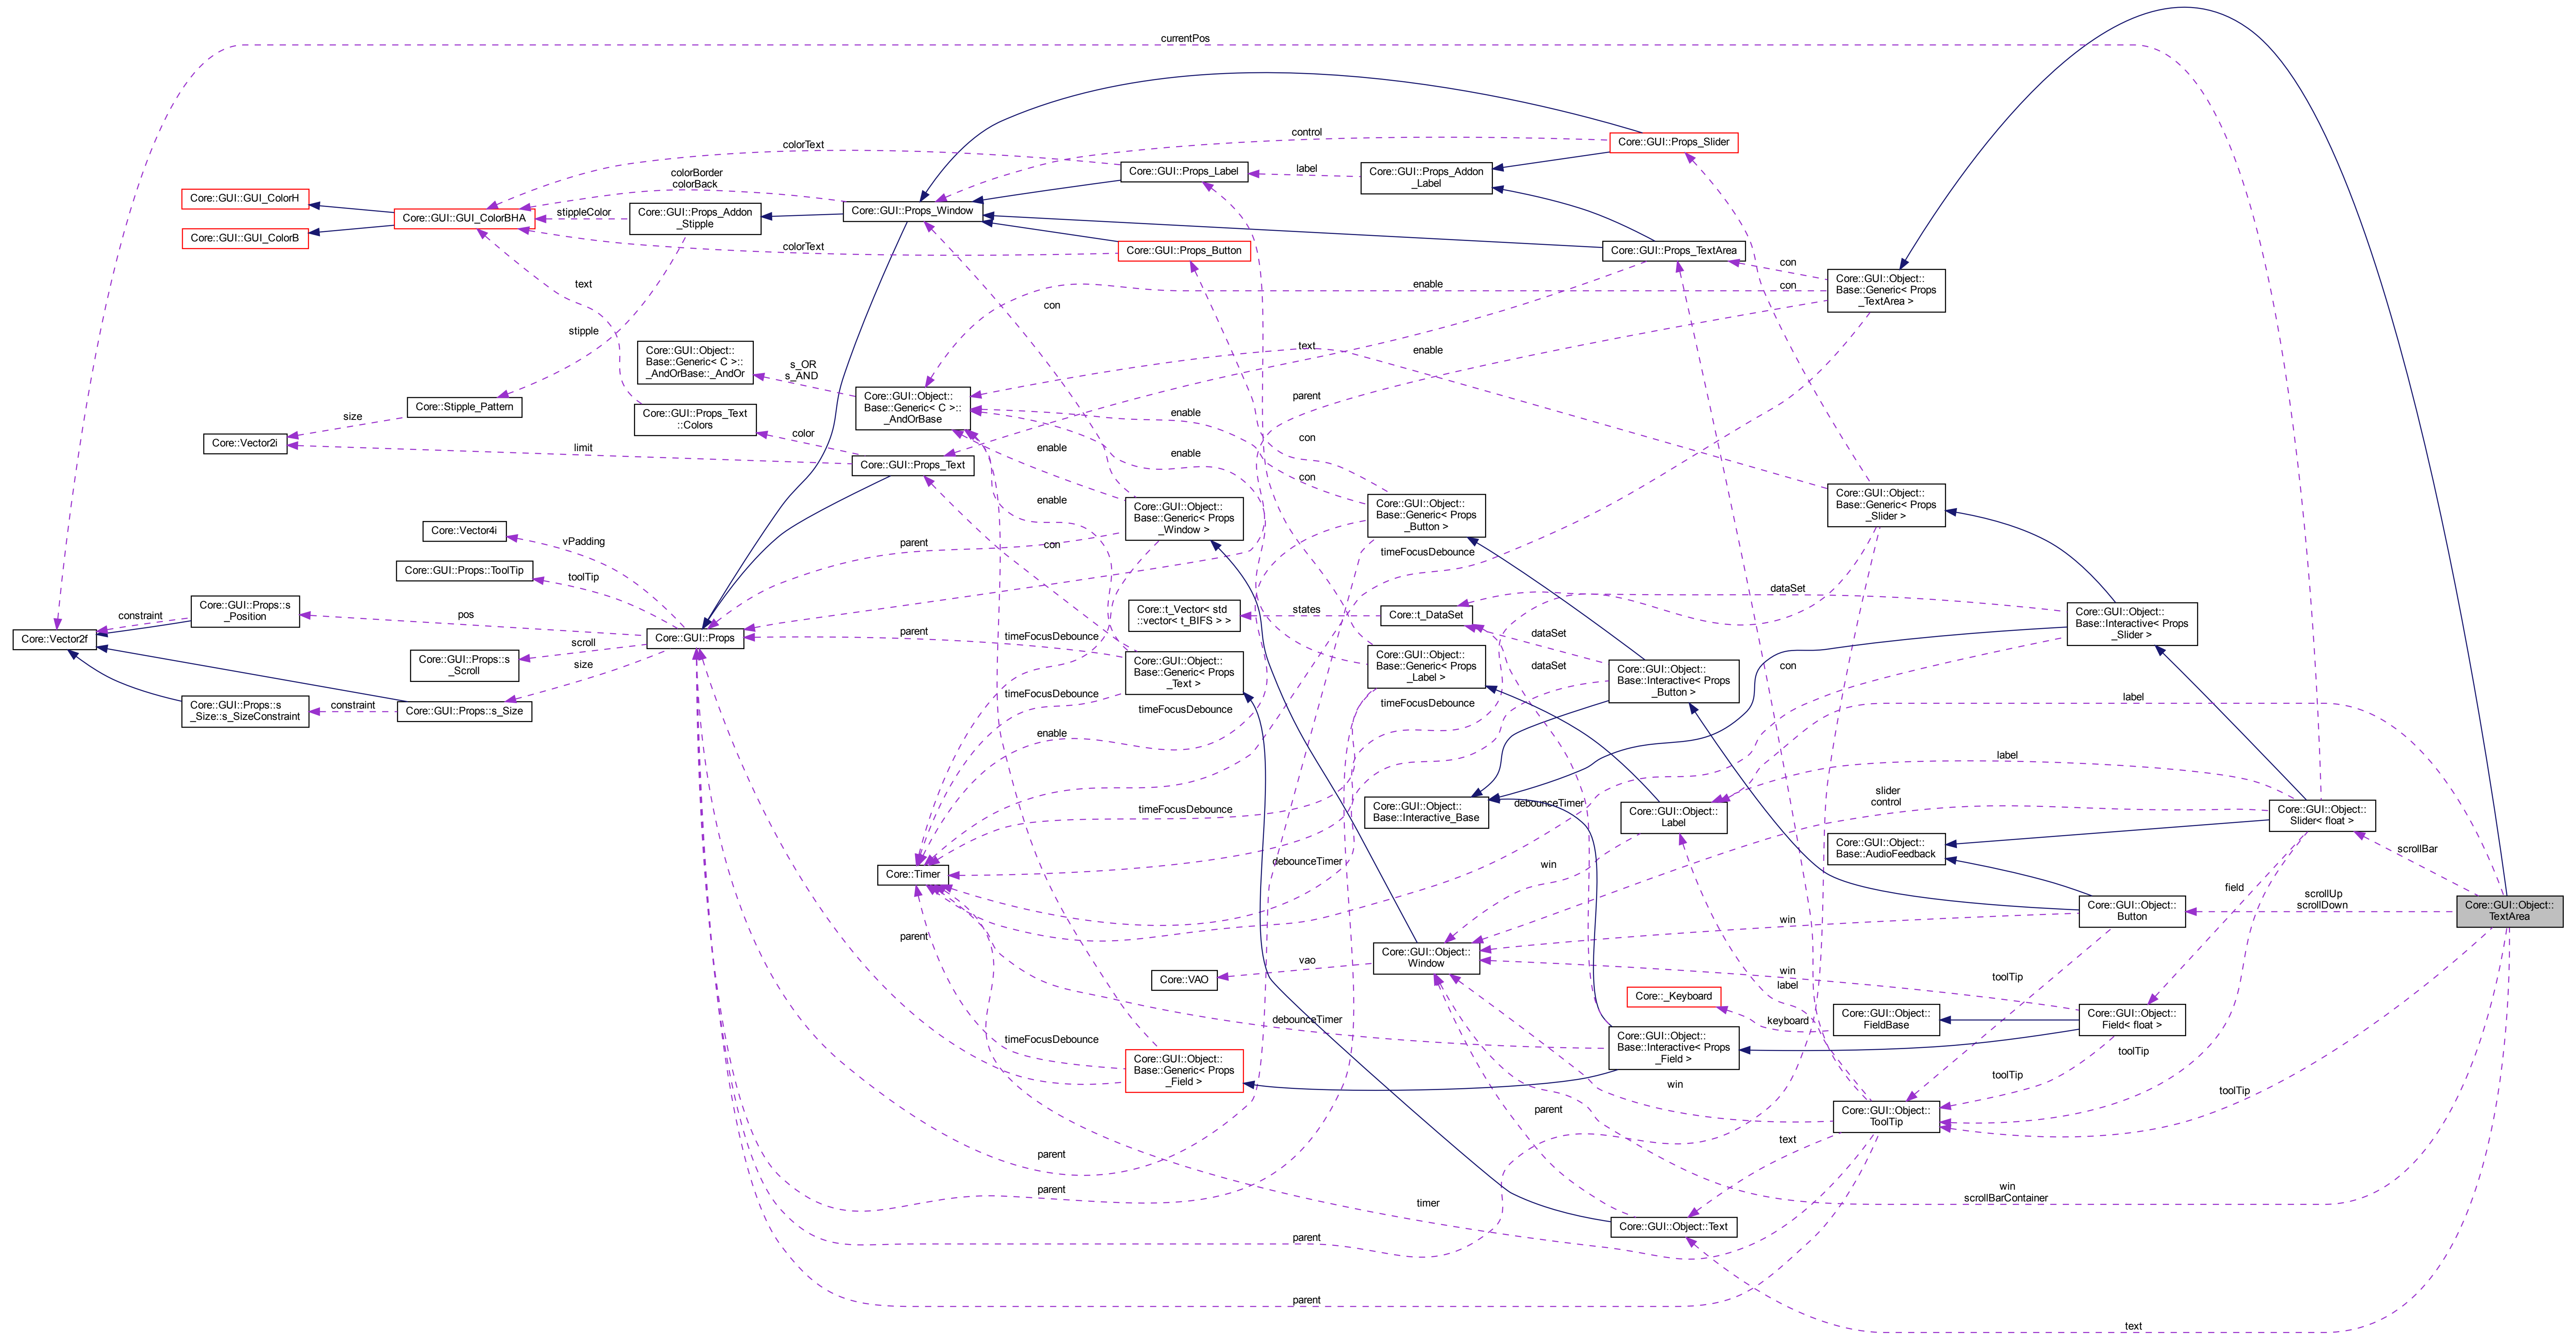 currentPos
control
Core::GUI::Props_Slider
colorText
Core::GUI::Props_Label
label
Core::GUI::Props_Addon
_Label
colorBorder
colorBack
Core::GUI::GUI_ColorH
Core::GUI::GUI_ColorBHA
stippleColor
Core::GUI::Props_Addon
_Stipple
Core::GUI::Props_Window
Core::GUI::GUI_ColorB
colorText
Core::GUI::Props_Button
Core::GUI::Props_TextArea
con
con
Core::GUI::Object::
Base::Generic< Props
_TextArea >
text
enable
con
stipple
text
enable
Core::GUI::Object::
Base::Generic< C >::
_AndOrBase::_AndOr
s_OR
s_AND
Core::GUI::Object::
Base::Generic< C >::
_AndOrBase
parent
Core::Stipple_Pattern
size
Core::GUI::Props_Text
::Colors
color
enable
con
Core::Vector2i
limit
enable
enable
Core::GUI::Props_Text
con
Core::GUI::Object::
Base::Generic< Props
_Window >
Core::GUI::Object::
Base::Generic< Props
_Button >
Core::GUI::Object::
Base::Generic< Props
_Slider >
enable
Core::Vector4i
vPadding
parent
con
timeFocusDebounce
Core::GUI::Props::ToolTip
toolTip
dataSet
Core::GUI::Props::s
_Position
constraint
pos
Core::t_Vector< std
::vector< t_BIFS > >
states
Core::t_DataSet
Core::GUI::Object::
Base::Interactive< Props
_Slider >
Core::Vector2f
Core::GUI::Props
parent
timeFocusDebounce
dataSet
scroll
Core::GUI::Props::s
_Scroll
size
Core::GUI::Object::
Base::Generic< Props
_Text >
Core::GUI::Object::
Base::Generic< Props
_Label >
dataSet
Core::GUI::Object::
Base::Interactive< Props
_Button >
con
Core::GUI::Props::s
_Size::s_SizeConstraint
constraint
Core::GUI::Props::s_Size
timeFocusDebounce
timeFocusDebounce
timeFocusDebounce
label
enable
label
timeFocusDebounce
Core::GUI::Object::
Base::Interactive_Base
debounceTimer
Core::GUI::Object::
Label
slider
control
Core::GUI::Object::
Slider< float >
Core::GUI::Object::
Base::AudioFeedback
scrollBar
Core::Timer
debounceTimer
win
field
scrollUp
scrollDown
Core::GUI::Object::
Button
Core::GUI::Object::
TextArea
win
parent
Core::GUI::Object::
Window
vao
Core::VAO
win
label
toolTip
Core::_Keyboard
keyboard
Core::GUI::Object::
FieldBase
Core::GUI::Object::
Field< float >
debounceTimer
timeFocusDebounce
Core::GUI::Object::
Base::Interactive< Props
_Field >
Core::GUI::Object::
Base::Generic< Props
_Field >
toolTip
toolTip
toolTip
win
Core::GUI::Object::
ToolTip
parent
text
parent
parent
win
scrollBarContainer
timer
Core::GUI::Object::Text
parent
parent
text